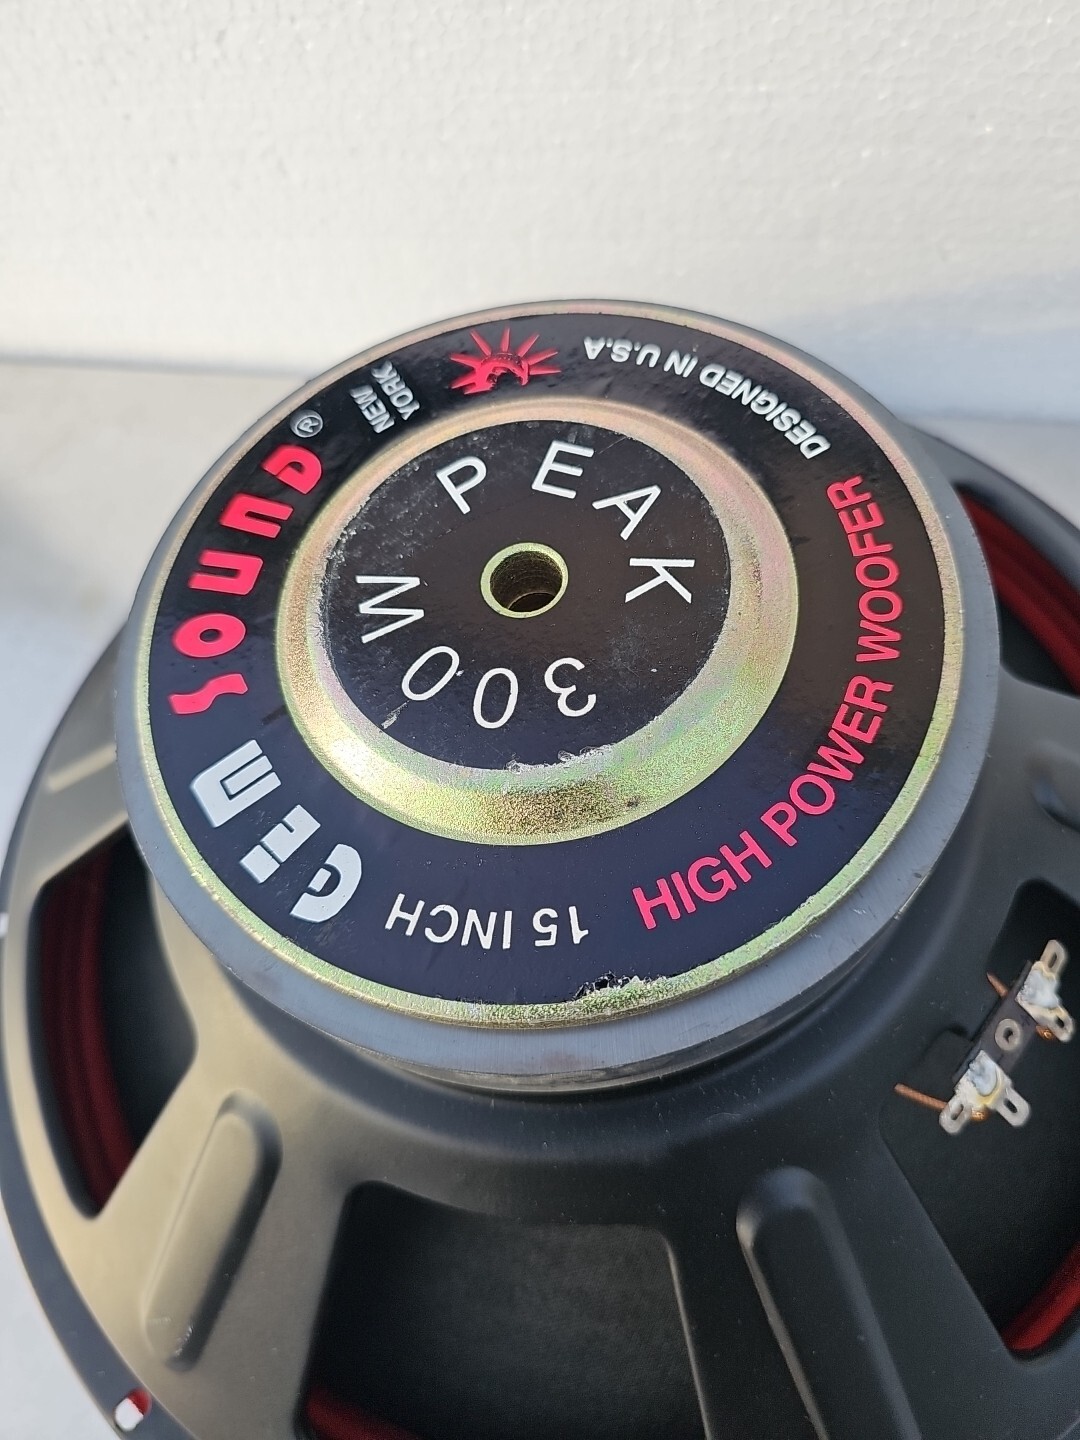 GEM SOUND®
NEW
YORK
DESIGNED IN U.S.A
HIGH POWER WOOFER
15 INCH
PEAK
300W